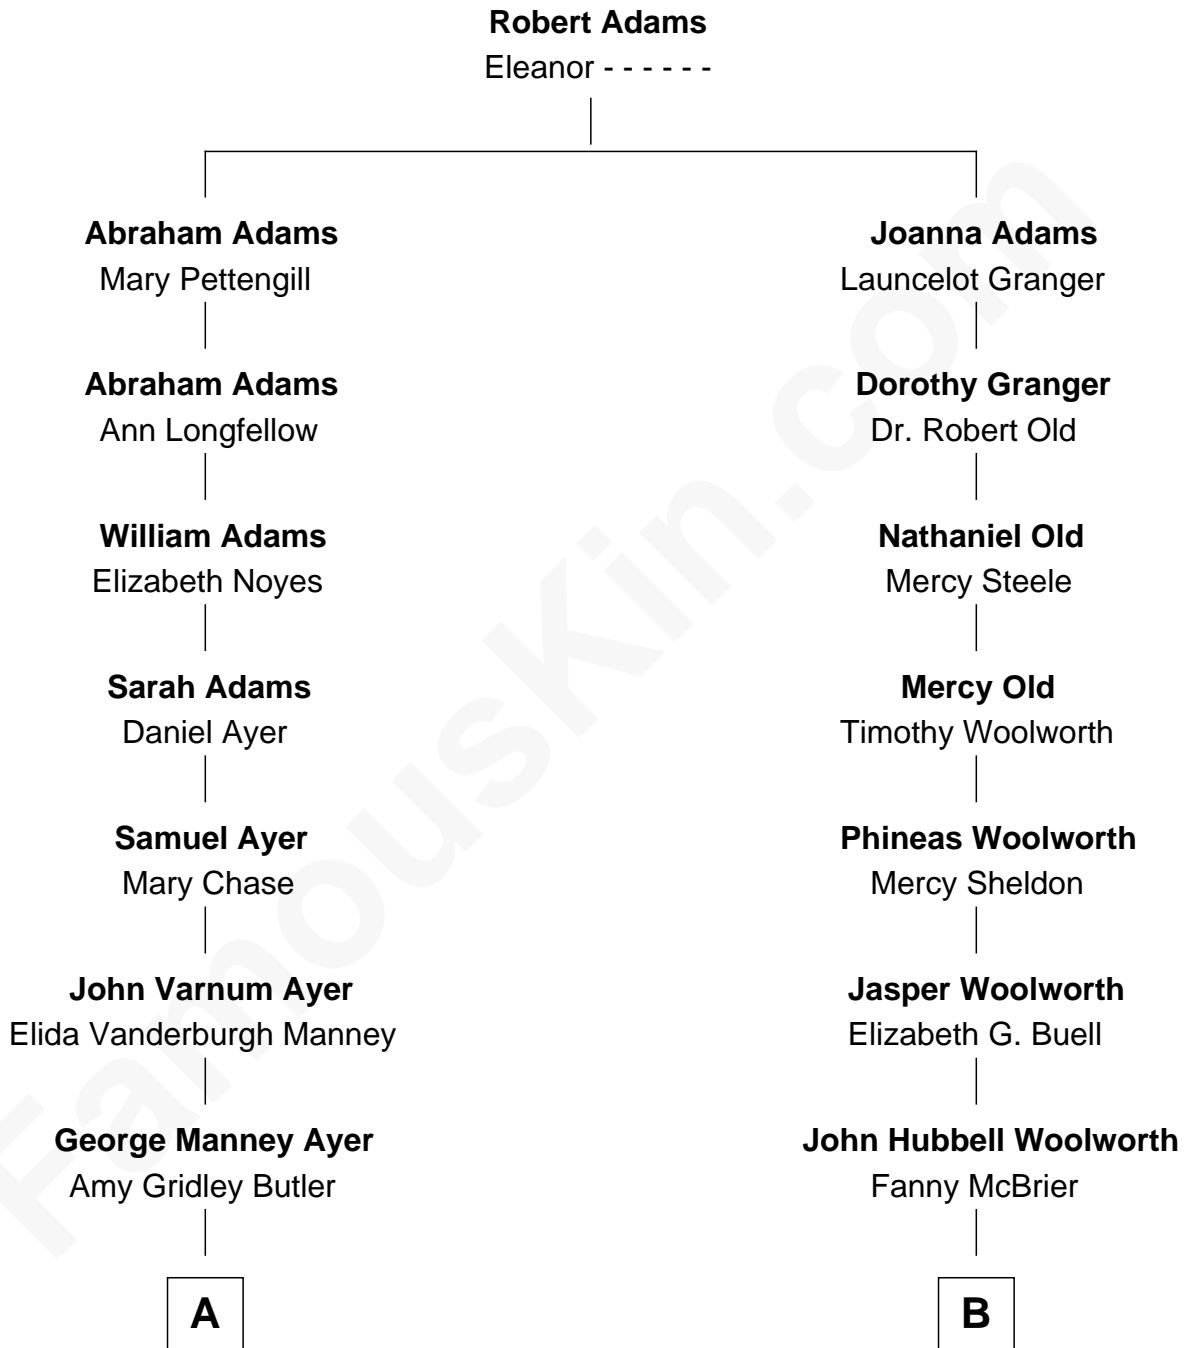 Robert Adams
Eleanor - - - - - -
Abraham Adams
Mary Pettengill
Joanna Adams
Launcelot Granger
Abraham Adams
Ann Longfellow
Dorothy Granger
Dr. Robert Old
William Adams
Elizabeth Noyes
Nathaniel Old
Mercy Steele
Sarah Adams
Daniel Ayer
Mercy Old
Timothy Woolworth
Samuel Ayer
Mary Chase
Phineas Woolworth
Mercy Sheldon
John Varnum Ayer
Elida Vanderburgh Manney
Jasper Woolworth
Elizabeth G. Buell
George Manney Ayer
Amy Gridley Butler
John Hubbell Woolworth
Fanny McBrier
A
B
FamousKin.com